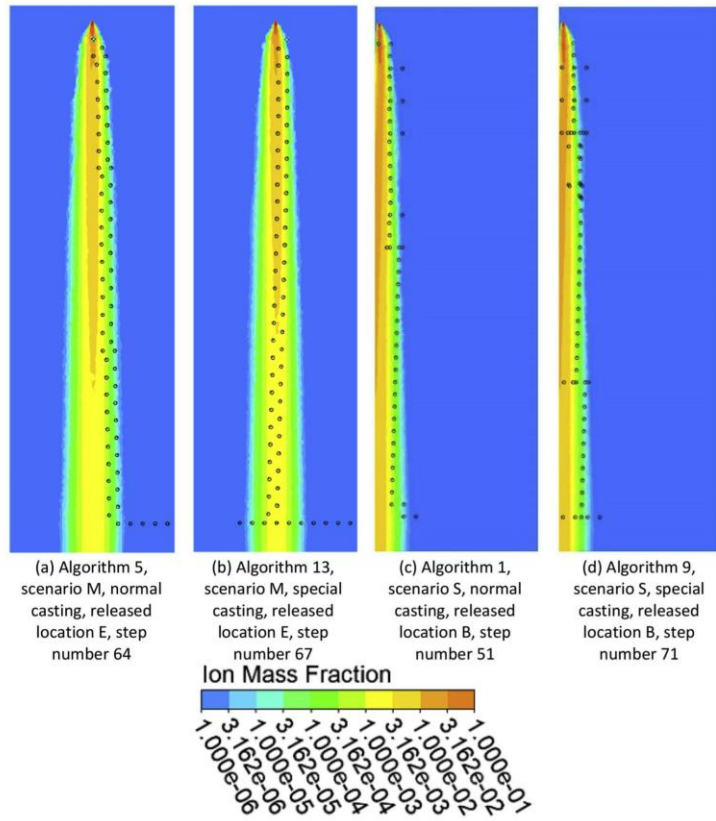 (a) Algorithm 5,
scenario M, normal
casting, released
location E, step
number 64
(b) Algorithm 13,
scenario M, special
casting, released
location E, step
number 67
(c) Algorithm 1,
scenario S, normal
casting, released
location B, step
number 51
(d) Algorithm 9,
scenario S, special
casting, released
location B, step
number 71
Ion Mass Fraction
1.000e-06
3.162e-06
1.000e-05
3.162e-05
1.000e-04
3.162e-04
1.000e-03
3.162e-03
1.000e-02
3.162e-02
1.000e-01